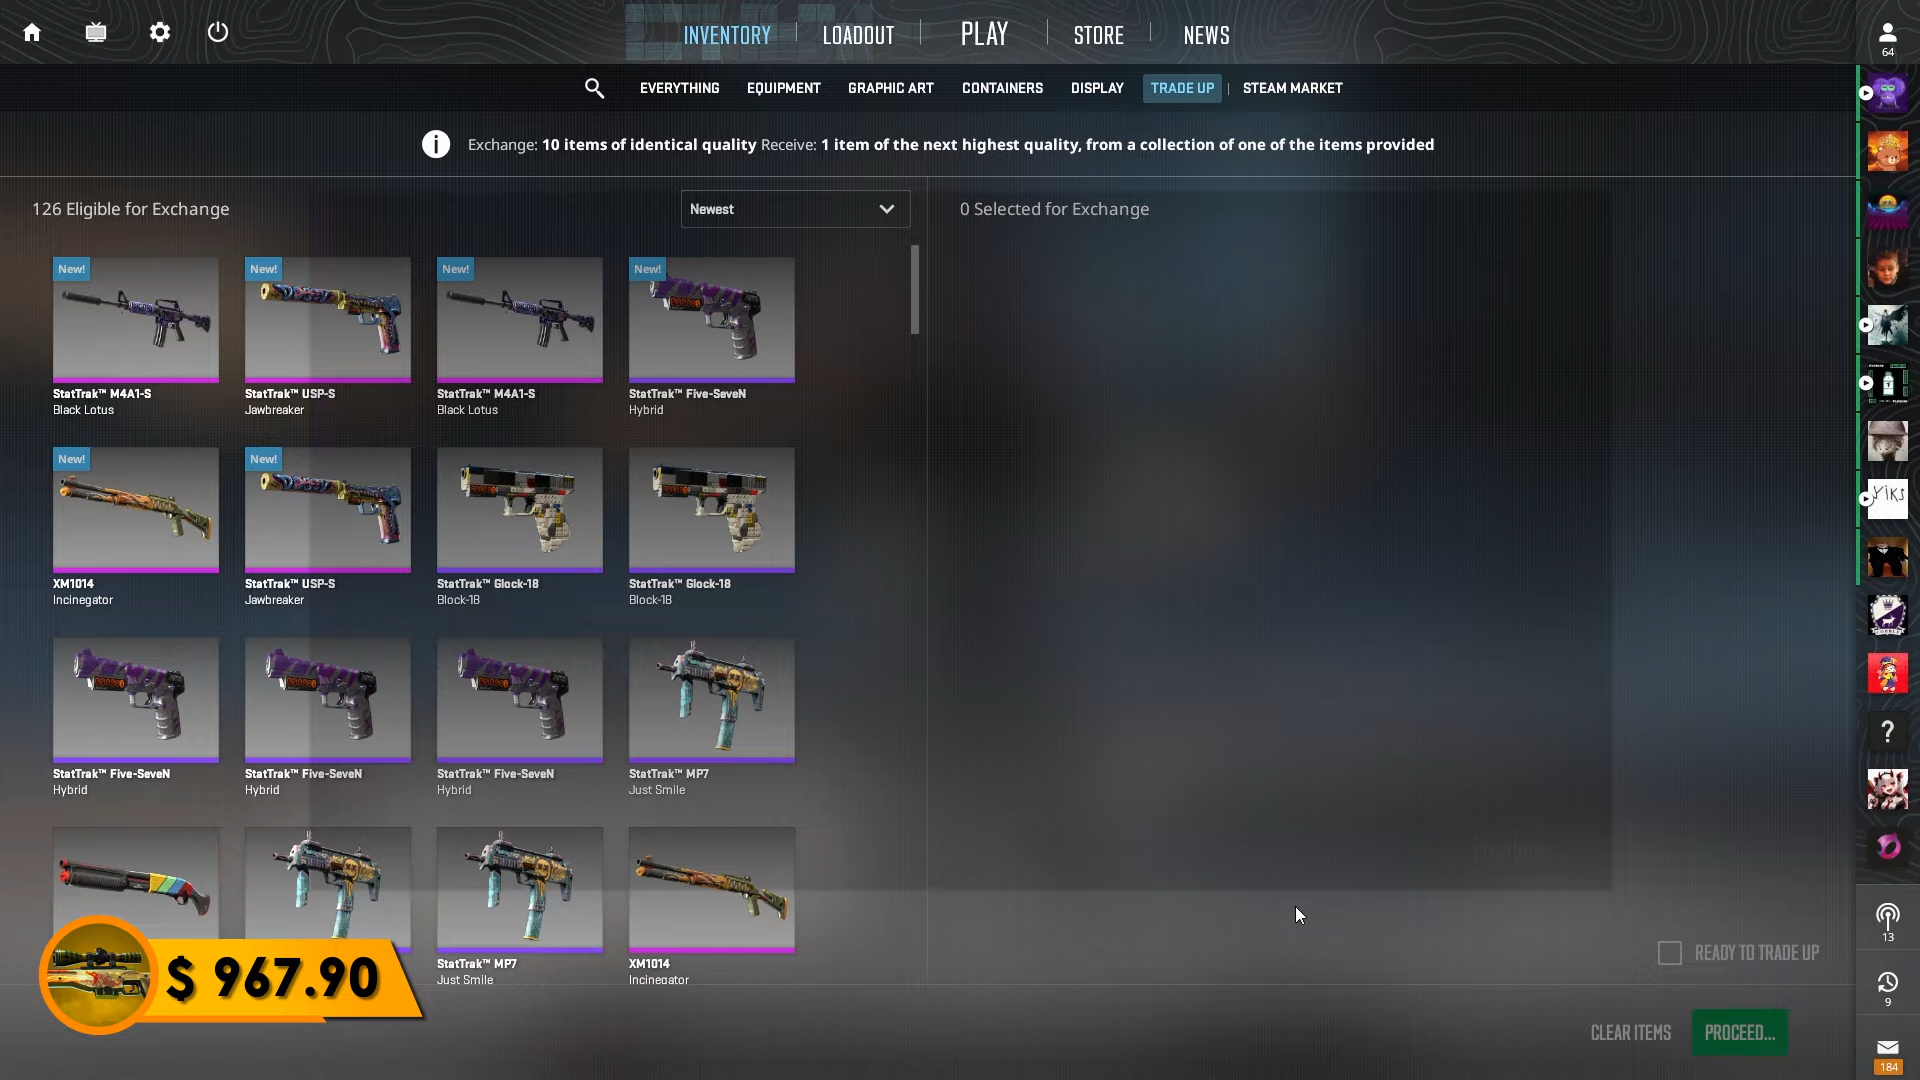 INVENTORY
LOADOUT
PLAY
STORE
NEWS
64
EVERYTHING
EQUIPMENT
GRAPHIC ART
CONTAINERS
DISPLAY
TRADE UP
STEAM MARKET
Exchange: 10 items of identical quality Receive: 1 item of the next highest quality, from a collection of one of the items provided
126 Eligible for Exchange
Newest
0 Selected for Exchange
New!
New!
New!
New!
StatTrak™ M4A1-S
Black Lotus
StatTrak™ USP-S
Jawbreaker
StatTrak™ M4A1-S
Black Lotus
StatTrak™ Five-SeveN
Hybrid
New!
New!
XM1014
Incinegator
StatTrak™ USP-S
Jawbreaker
StatTrak™ Glock-18
Block-18
StatTrak™ Glock-18
Block-18
StatTrak™ Five-SeveN
Hybrid
StatTrak™ Five-SeveN
Hybrid
StatTrak™ Five-SeveN
Hybrid
StatTrak™ MP7
Just Smile
StatTrak™ MP7
Just Smile
XM1014
Incinegator
$ 967.90
YiKs
?
13
READY TO TRADE UP
9
CLEAR ITEMS
PROCEED...
184